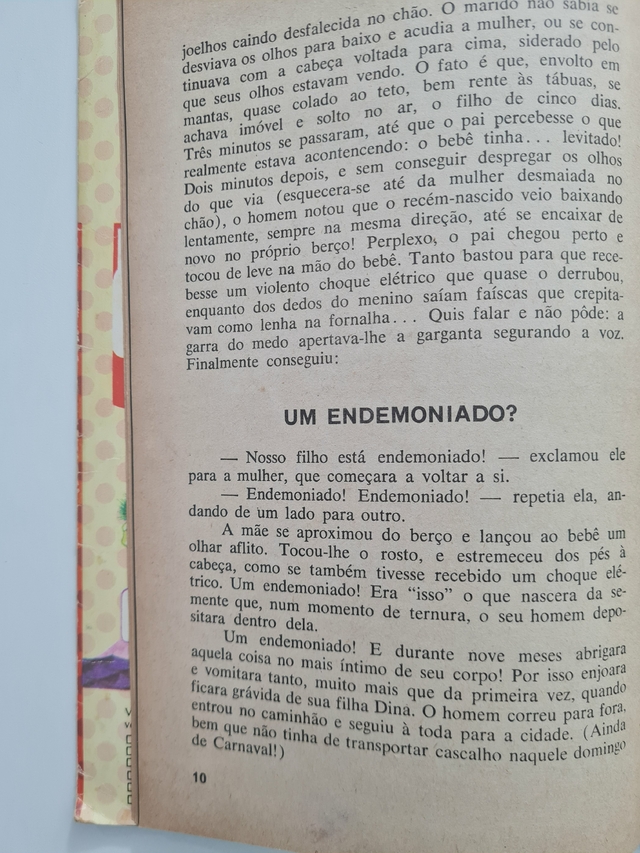 joelhos caindo desfalecida no chão. O marido não sabia se
desviava os olhos para baixo e acudia a mulher, ou se con-
tinuava com a cabeça voltada para cima, siderado pelo
que seus olhos estavam vendo. O fato é que, envolto em
mantas, quase colado ao teto, bem rente às tábuas, se
achava imóvel e solto no ar, o filho de cinco dias.
Três minutos se passaram, até que o pai percebesse o que
realmente estava acontencendo: o bebê tinha... levitado!
Dois minutos depois, e sem conseguir despregar os olhos
do que via (esquecera-se até da mulher desmaiada no
chão), o homem notou que o recém-nascido veio baixando
lentamente, sempre na mesma direção, até se encaixar de
novo no próprio berço! Perplexo, o pai chegou perto e
tocou de leve na mão do bebê. Tanto bastou para que rece-
besse um violento choque elétrico que quase o derrubou,
enquanto dos dedos do menino saíam faíscas que crepita-
vam como lenha na fornalha... Quis falar e não pôde: a
garra do medo apertava-lhe a garganta segurando a voz.
Finalmente conseguiu:
UM ENDEMONIADO?
— Nosso filho está endemoniado! — exclamou ele
para a mulher, que começara a voltar a si.
— Endemoniado! Endemoniado! — repetia ela, an-
dando de um lado para outro.
A mãe se aproximou do berço e lançou ao bebê um
olhar aflito. Tocou-lhe o rosto, e estremeceu dos pés à
cabeça, como se também tivesse recebido um choque elé-
trico. Um endemoniado! Era “isso” o que nascera da se-
mente que, num momento de ternura, o seu homem depo-
sitara dentro dela.
Um endemoniado! E durante nove meses abrigara
aquela coisa no mais íntimo de seu corpo! Por isso enjoara
e vomitara tanto, muito mais que da primeira vez, quando
ficara grávida de sua filha Dina. O homem correu para fora,
entrou no caminhão e seguiu à toda para a cidade. (Ainda
bem que não tinha de transportar cascalho naquele domingo
de Carnaval!)
10